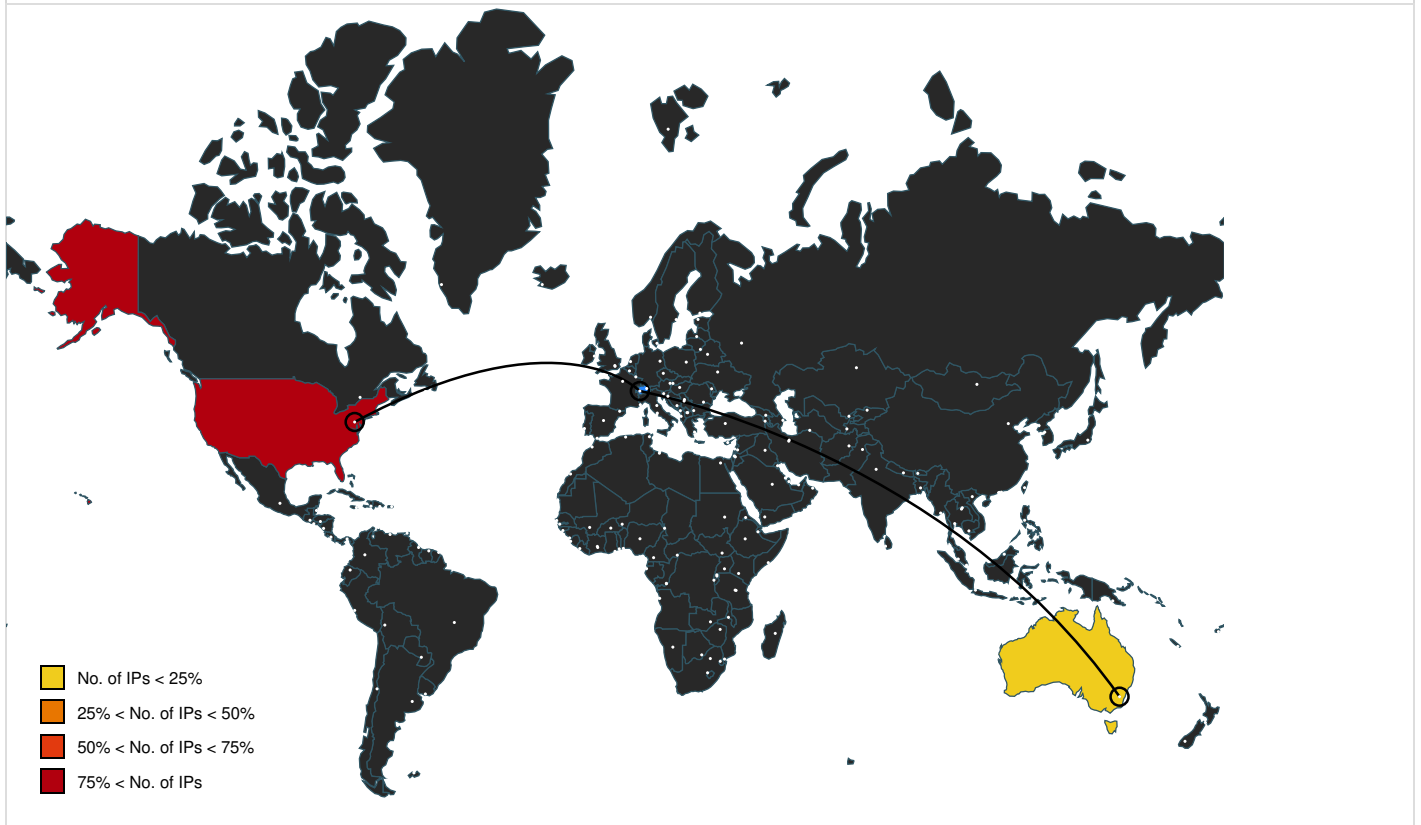 No. of IPs < 25%
25% < No. of IPs < 50%
50% < No. of IPs < 75%
75% < No. of IPs